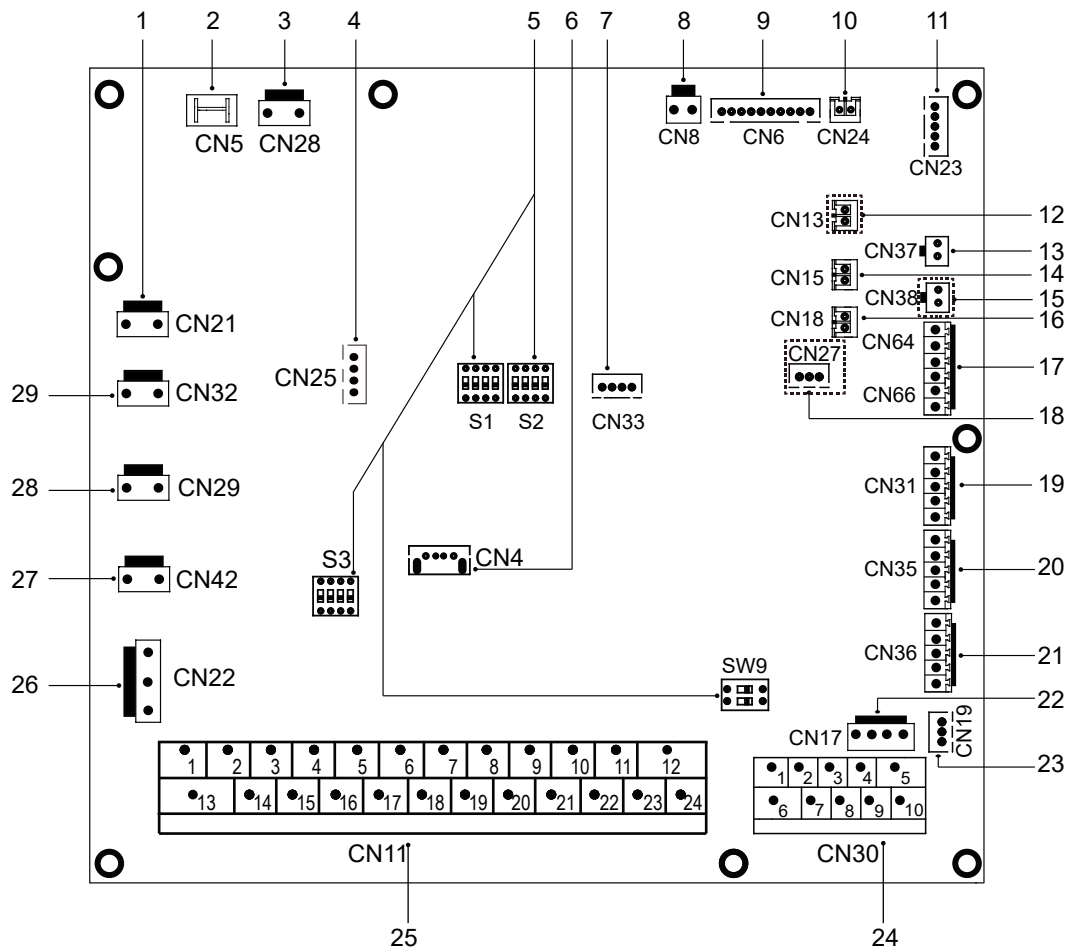 1 2 3 4 5 6 7 8 9 10 11
CN5 CN28 CN8 CN6 CN24
CN23
CN13 12
CN37 13
CN15 14
CN38 15
CN18 16
CN21 CN64
CN27
CN25 17
29 CN32 CN66
S1 S2 CN33 18
28 CN29 CN31 19
S3 CN4
27 CN42 CN35 20
CN36 21
26 CN22 SW9
22
CN17 CN19
23
1 2 3 4 5 6 7 8 9 10 11 12
1 2 3 4 5
13 14 15 16 17 18 19 20 21 22 23 24
6 7 8 9 10
CN11 CN30
25 24